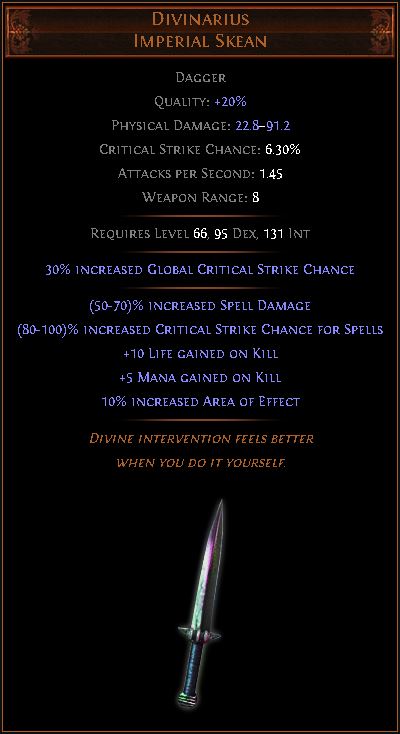 Divinarius
Imperial Skean
Dagger
Quality: +20%
Physical Damage: 22.8–91.2
Critical Strike Chance: 6.30%
Attacks per Second: 1.45
Weapon Range: 8
Requires Level 66, 95 Dex, 131 Int
30% increased Global Critical Strike Chance
(50-70)% increased Spell Damage
(80-100)% increased Critical Strike Chance for Spells
+10 Life gained on Kill
+5 Mana gained on Kill
10% increased Area of Effect
Divine intervention feels better
when you do it yourself.